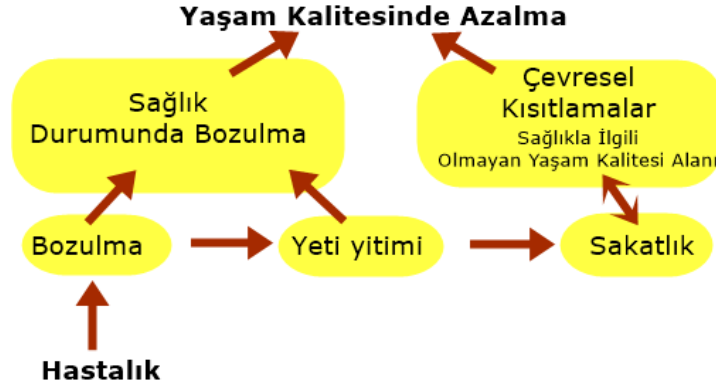 Yaşam Kalitesinde Azalma
Sağlık
Durumunda Bozulma
Çevresel
Kısıtlamalar
Sağlıkla İlgili
Olmayan Yaşam Kalitesi Alanı
Bozulma
Yeti yitimi
Sakatlık
Hastalık